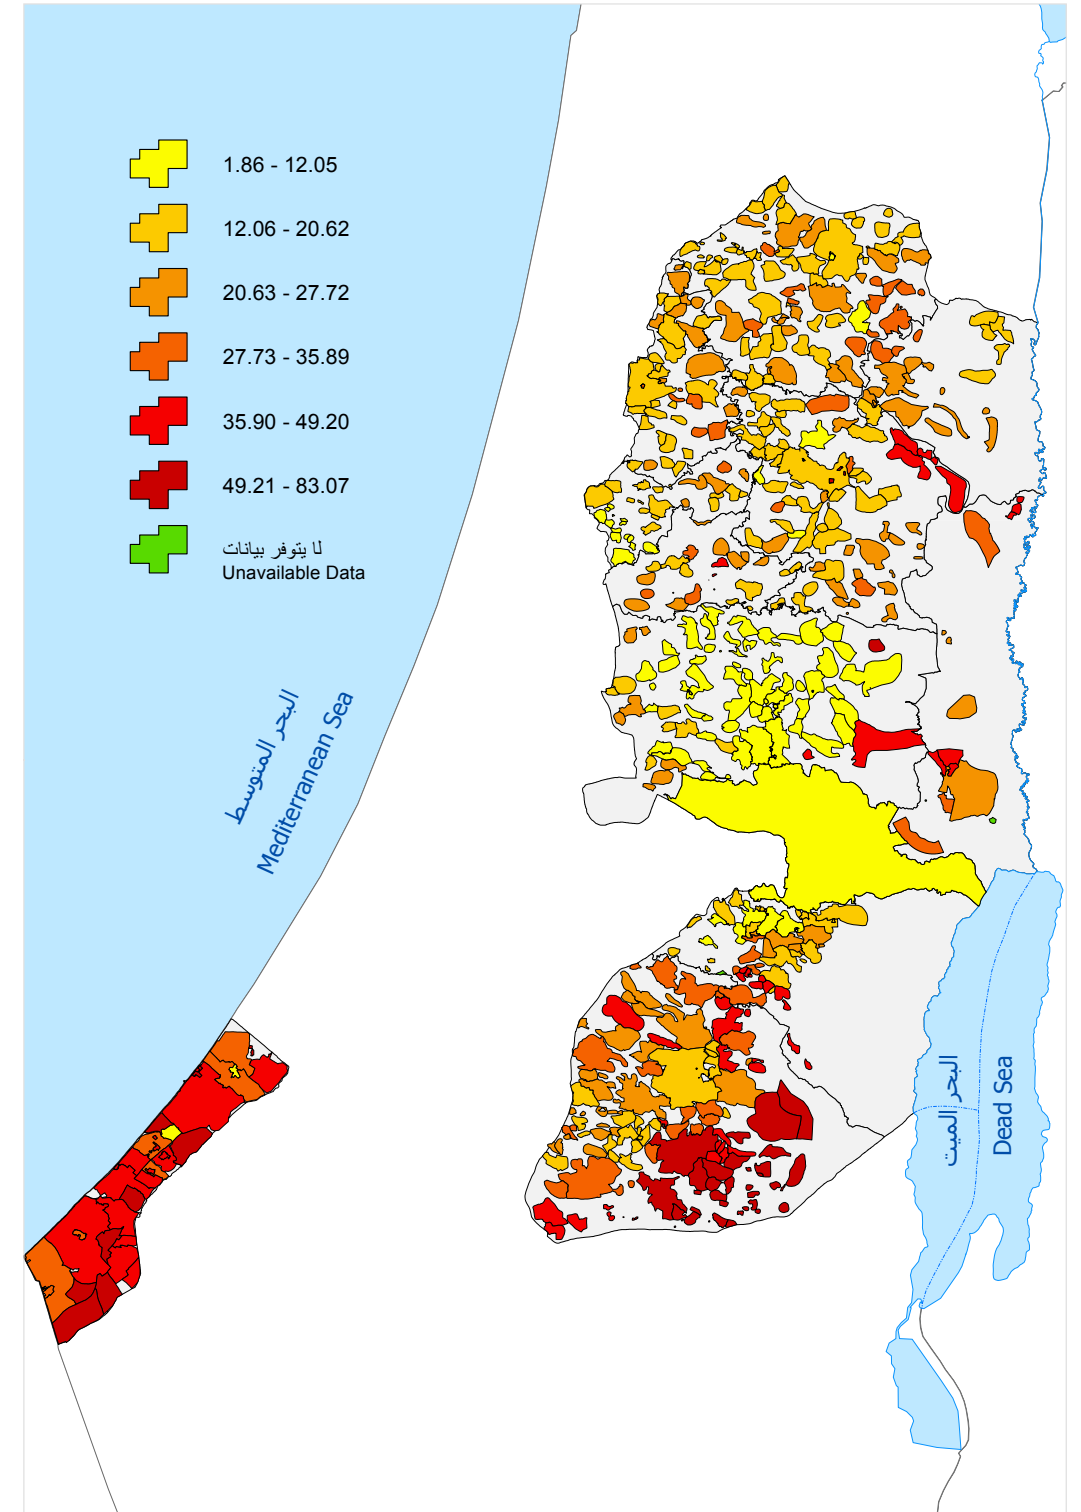 1.86 - 12.05
12.06 - 20.62
20.63 - 27.72
27.73 - 35.89
35.90 - 49.20
49.21 - 83.07
لا يتوفر بيانات
Unavailable Data
البحر المتوسط
Mediterranean Sea
البحر الميت
Dead Sea